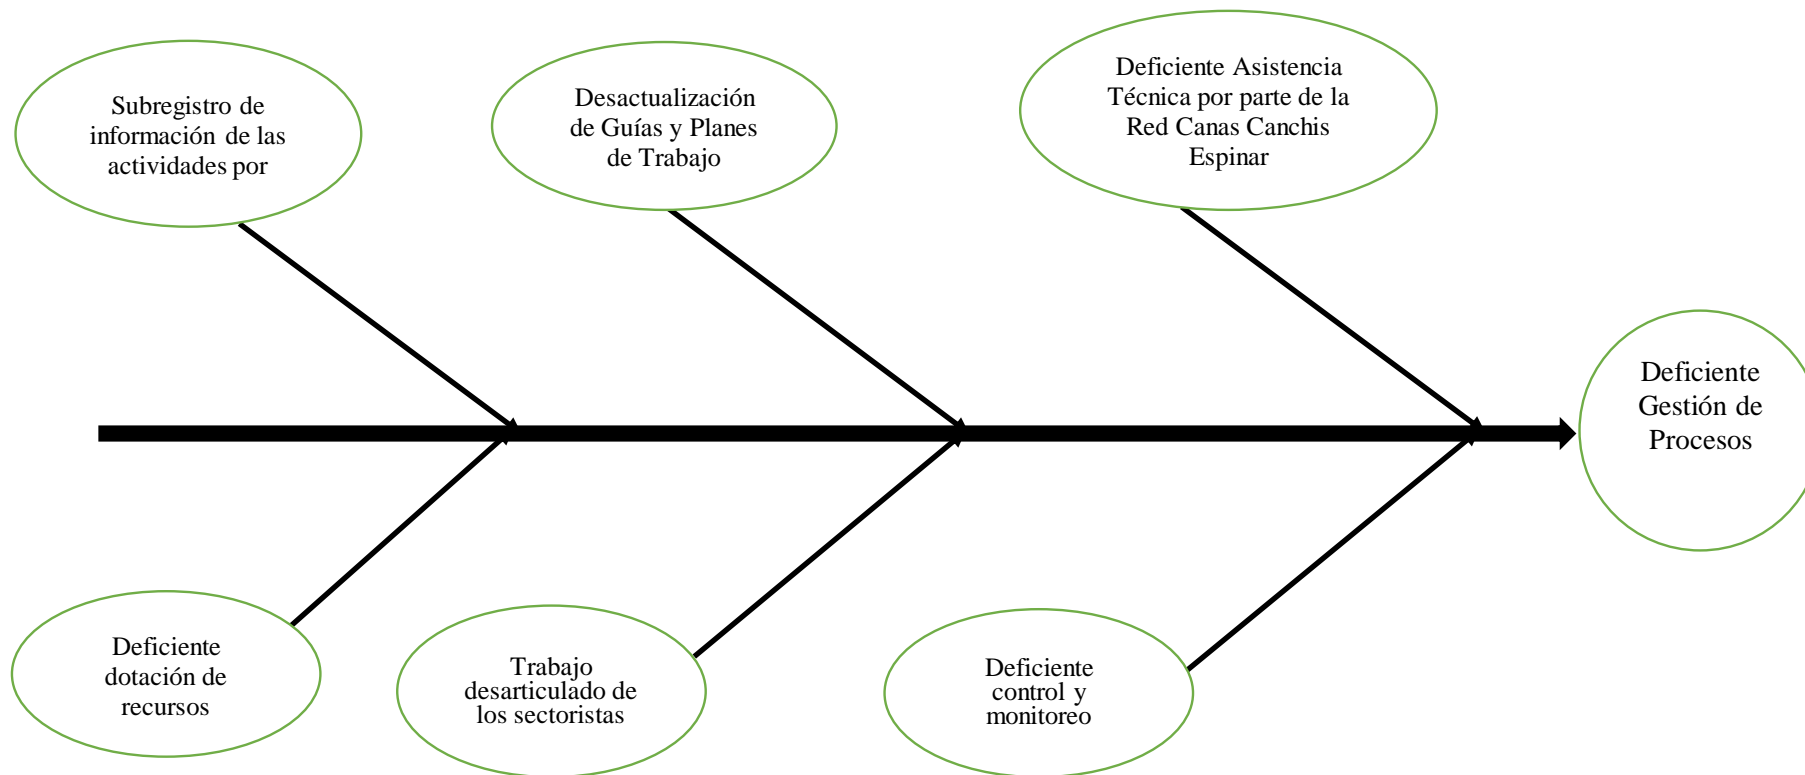 Subregistro de
información de las
actividades por
Desactualización
de Guías y Planes
de Trabajo
Deficiente Asistencia
Técnica por parte de la
Red Canas Canchis
Espinar
Deficiente
Gestión de
Procesos
Deficiente
dotación de
recursos
Trabajo
desarticulado de
los sectoristas
Deficiente
control y
monitoreo